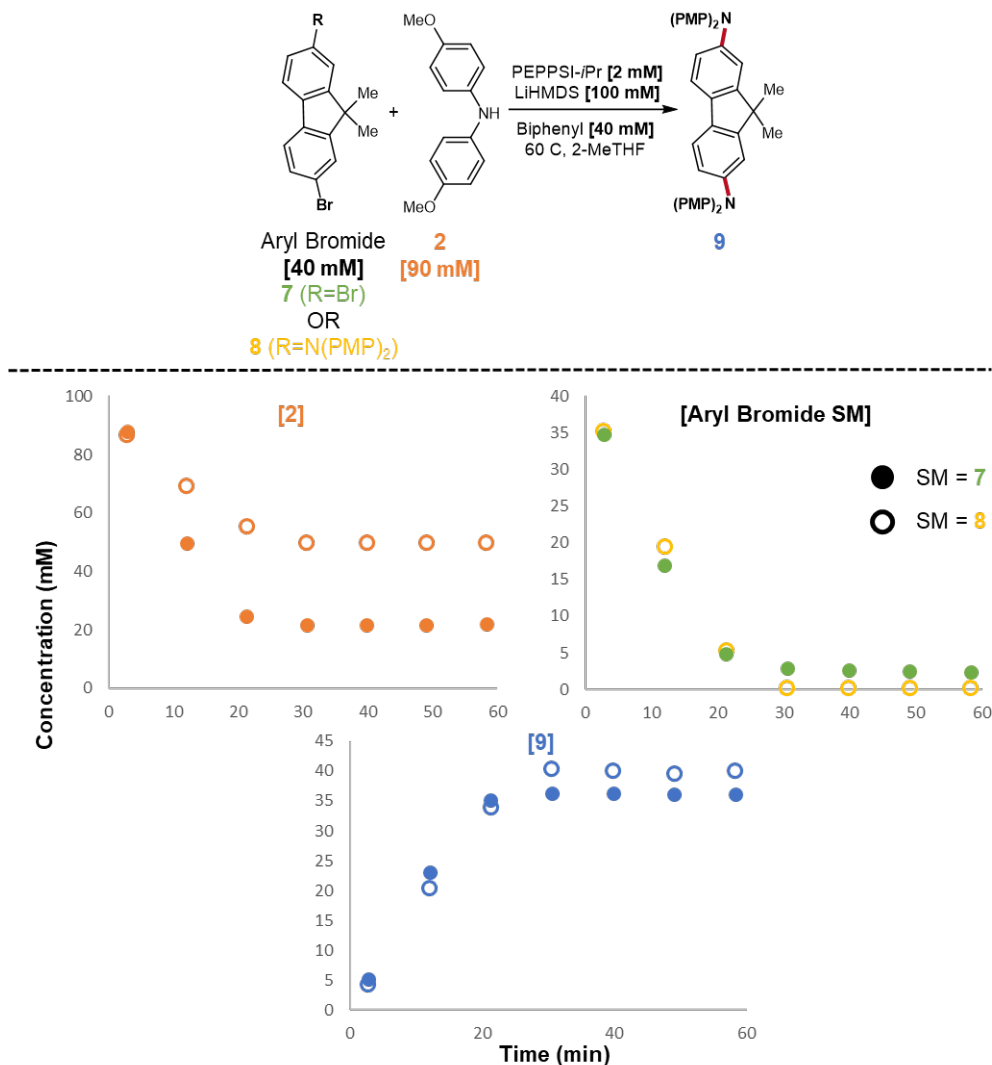 R
Me
Me
Br
+
MeO
NH
MeO
PEPPSI-iPr [2 mM]
LiHMDS [100 mM]
Biphenyl [40 mM]
60 C, 2-MeTHF
(PMP)₂N
Me
Me
(PMP)₂N
Aryl Bromide
[40 mM]
7 (R=Br)
OR
8 (R=N(PMP)₂)
2
[90 mM]
9
Concentration (mM)
[2]
100
80
60
40
20
0
0 10 20 30 40 50 60
[Aryl Bromide SM]
40
35
30
25
20
15
10
5
0
0 10 20 30 40 50 60
SM = 7
SM = 8
[9]
45
40
35
30
25
20
15
10
5
0
0 20 40 60
Time (min)